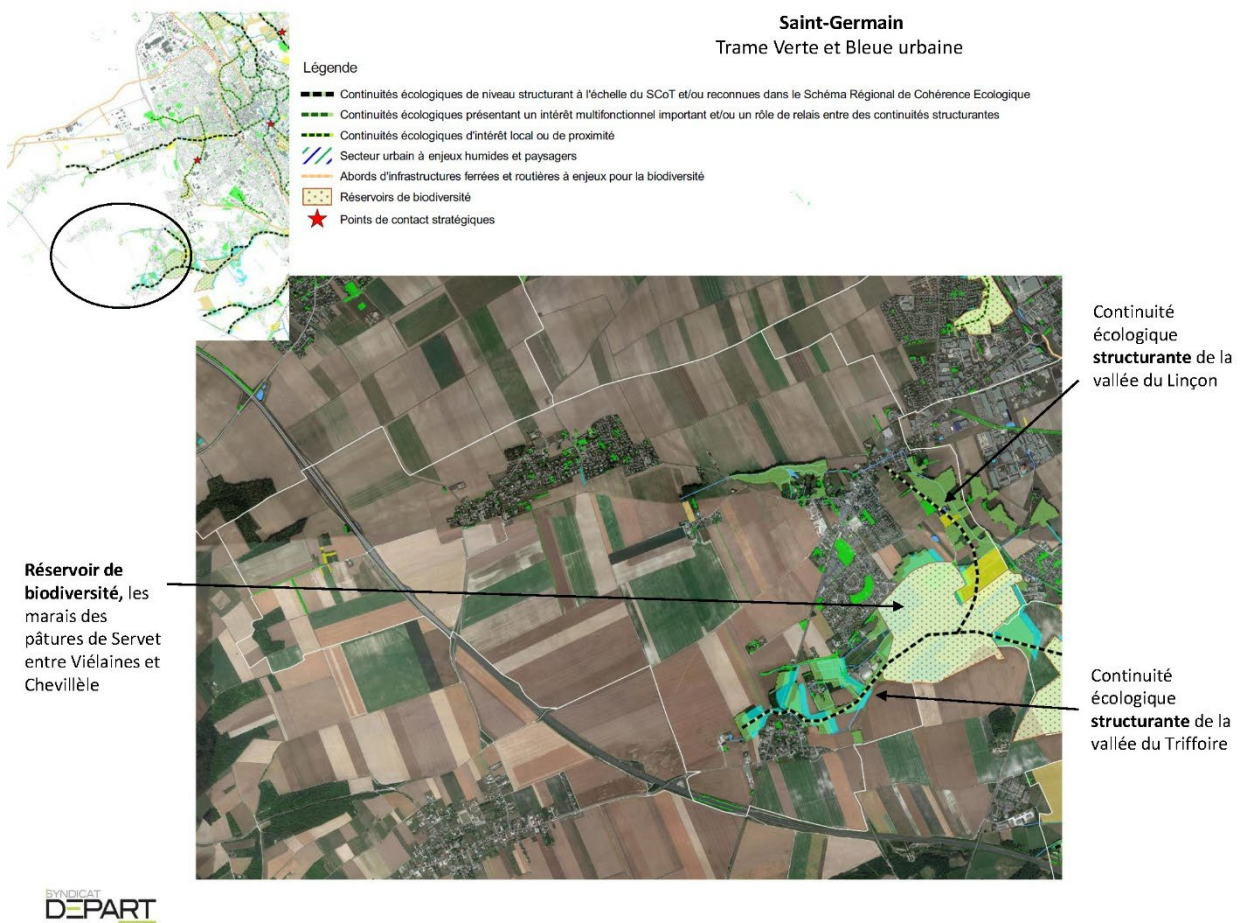 Saint-Germain
Trame Verte et Bleue urbaine
Légende
Continuités écologiques de niveau structurant à l'échelle du SCoT et/ou reconnues dans le Schéma Régional de Cohérence Ecologique
Continuités écologiques présentant un intérêt multifonctionnel important et/ou un rôle de relais entre des continuités structurantes
Continuités écologiques d'intérêt local ou de proximité
Secteur urbain à enjeux humides et paysagers
Abords d'infrastructures ferrées et routières à enjeux pour la biodiversité
Réservoirs de biodiversité
Points de contact stratégiques
Continuité
écologique
structurante de la
vallée du Linçon
Réservoir de
biodiversité, les
marais des
pâtures de Servet
entre Viélaines et
Chevillèle
Continuité
écologique
structurante de la
vallée du Triffoire
SYNDICAT
DEPART